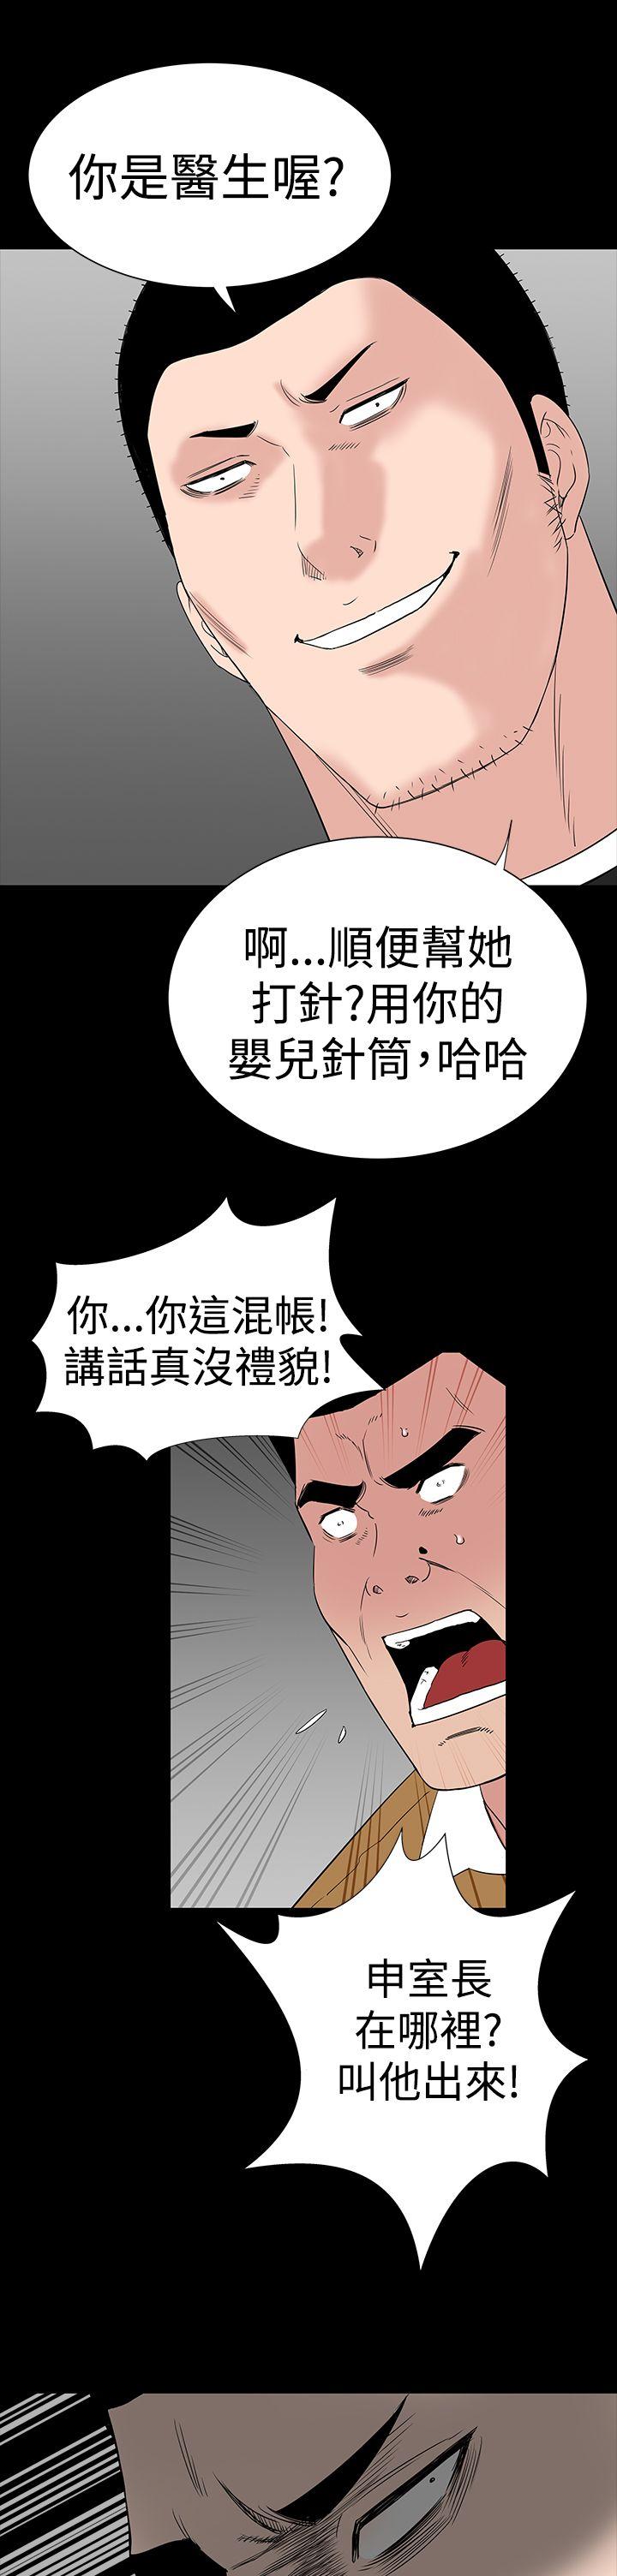 你是醫生喔?
啊...順便幫她
打針?用你的
嬰兒針筒,哈哈
你...你這混帳!
講話真沒禮貌!
申室長
在哪裡?
叫他出來!